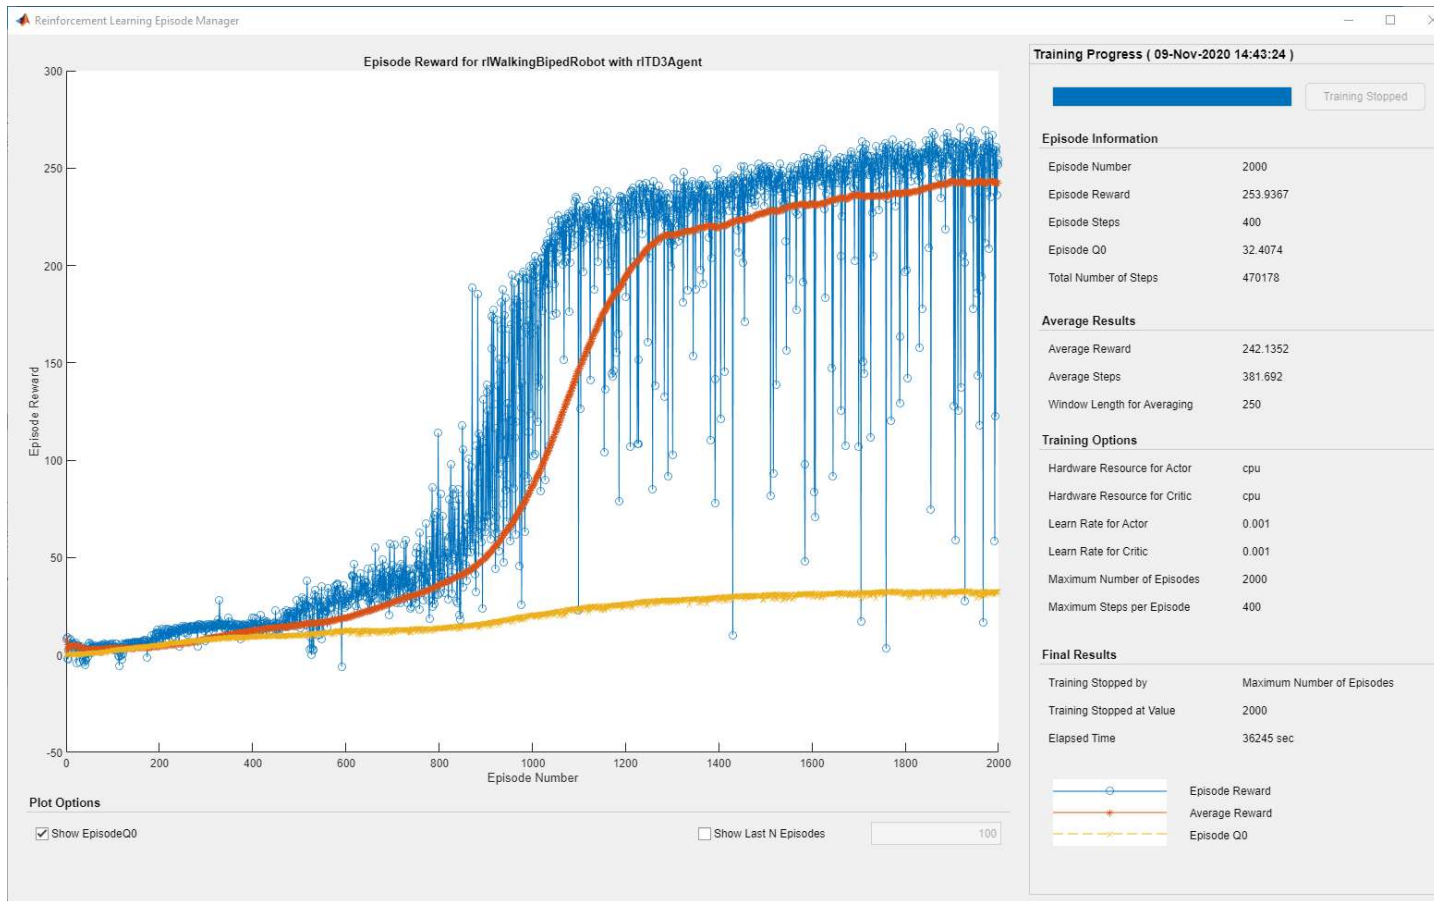 Reinforcement Learning Episode Manager
Episode Reward for rlWalkingBipedRobot with rlTD3Agent
300
250
200
150
100
50
0
-50
Episode Reward
0 200 400 600 800 1000 1200 1400 1600 1800 2000
Episode Number
Plot Options
Show EpisodeQ0
Show Last N Episodes 100
Training Progress ( 09-Nov-2020 14:43:24 )
Training Stopped
Episode Information
Episode Number 2000
Episode Reward 253.9367
Episode Steps 400
Episode Q0 32.4074
Total Number of Steps 470178
Average Results
Average Reward 242.1352
Average Steps 381.692
Window Length for Averaging 250
Training Options
Hardware Resource for Actor cpu
Hardware Resource for Critic cpu
Learn Rate for Actor 0.001
Learn Rate for Critic 0.001
Maximum Number of Episodes 2000
Maximum Steps per Episode 400
Final Results
Training Stopped by Maximum Number of Episodes
Training Stopped at Value 2000
Elapsed Time 36245 sec
Episode Reward
Average Reward
Episode Q0